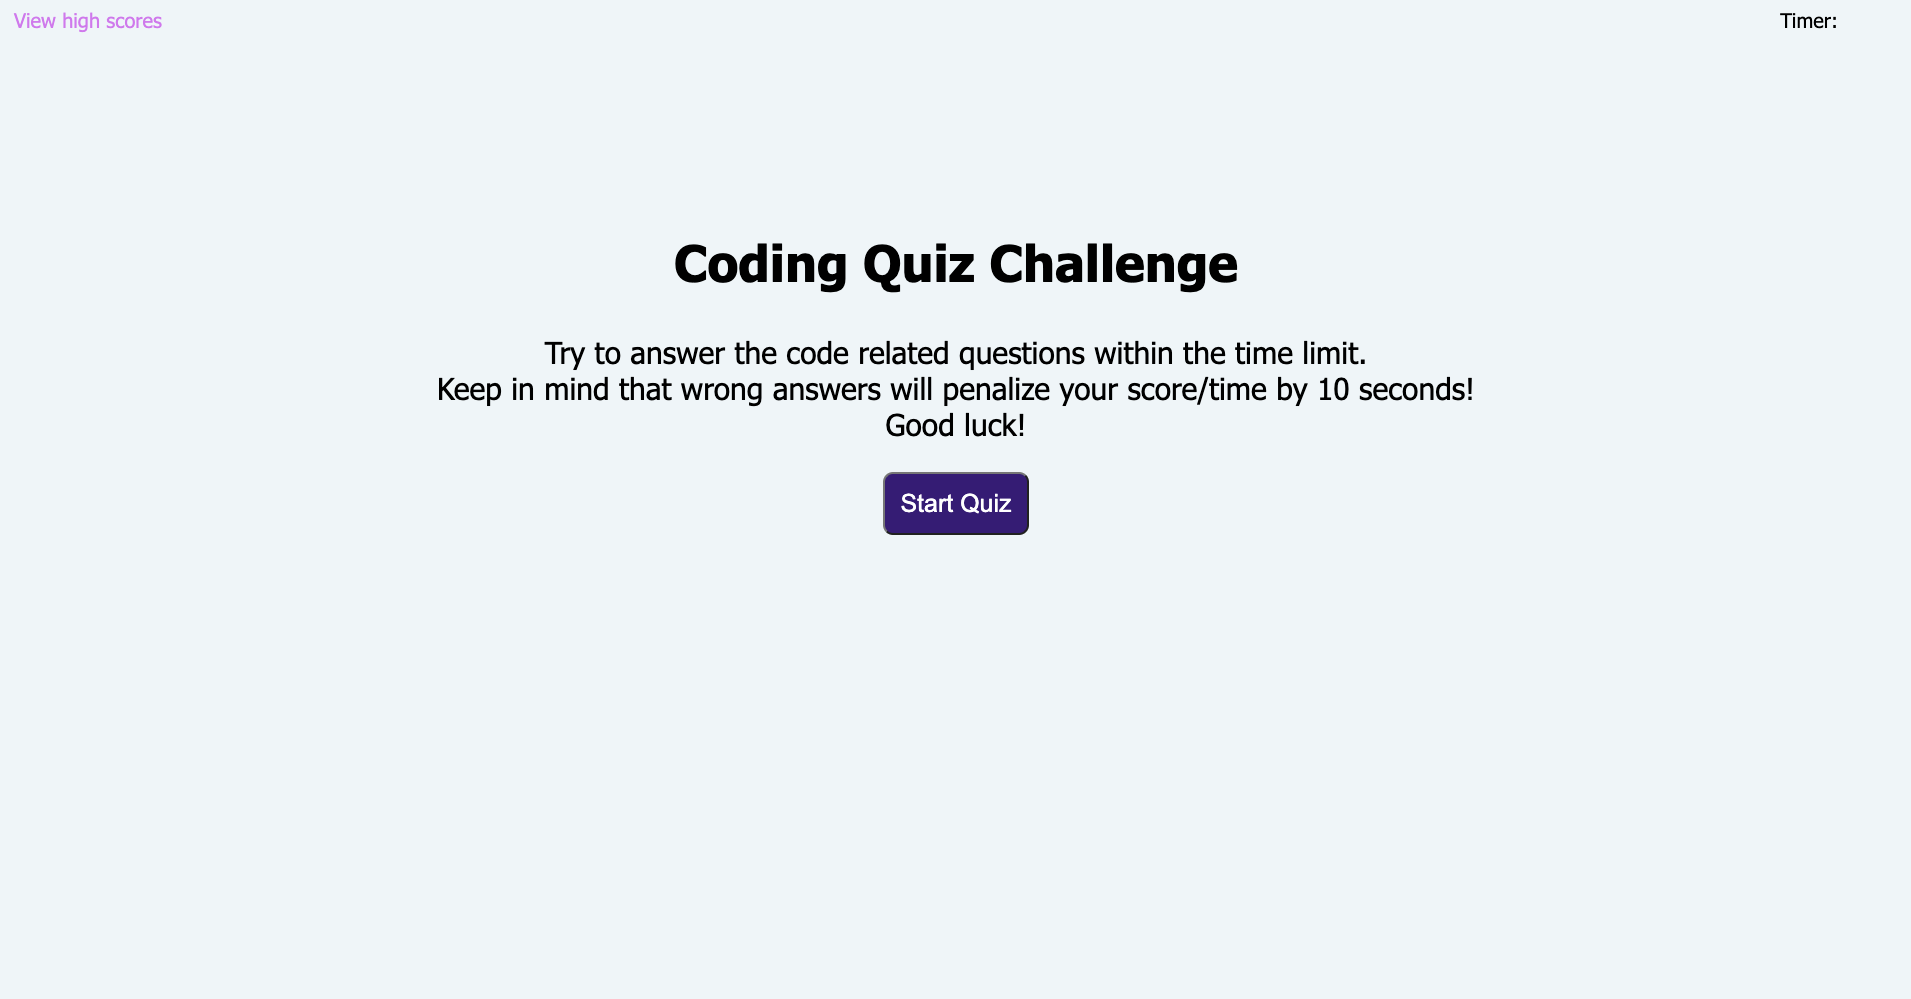 View high scores
Timer:
Coding Quiz Challenge
Try to answer the code related questions within the time limit.
Keep in mind that wrong answers will penalize your score/time by 10 seconds!
Good luck!
Start Quiz